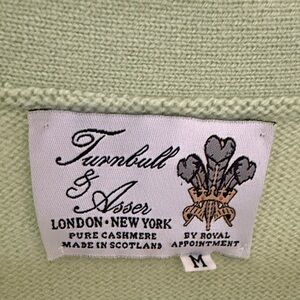 Turnbull
& Asser
LONDON • NEW YORK
PURE CASHMERE
MADE IN SCOTLAND
BY ROYAL
APPOINTMENT
M